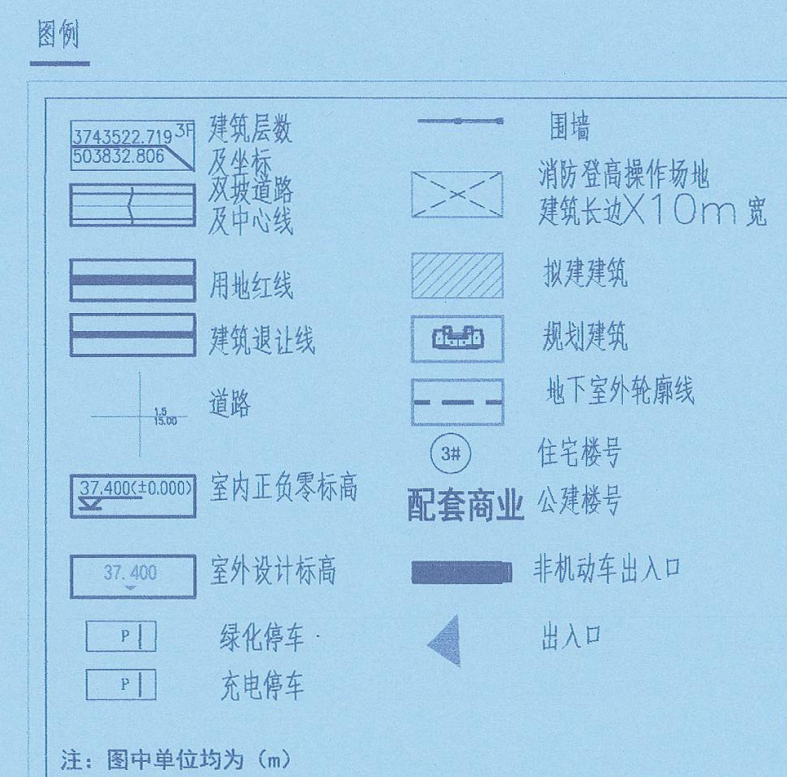 图例
3743522.719 3F
503832.806
建筑层数
及坐标
双坡道路
及中心线
用地红线
建筑退让线
1.5
15.00
道路
37.400(±0.000)
室内正负零标高
37.400
室外设计标高
P
绿化停车
P
充电停车
围墙
消防登高操作场地
建筑长边X10m宽
拟建建筑
规划建筑
地下室外轮廓线
3#
住宅楼号
配套商业
公建楼号
非机动车出入口
出入口
注：图中单位均为（m）